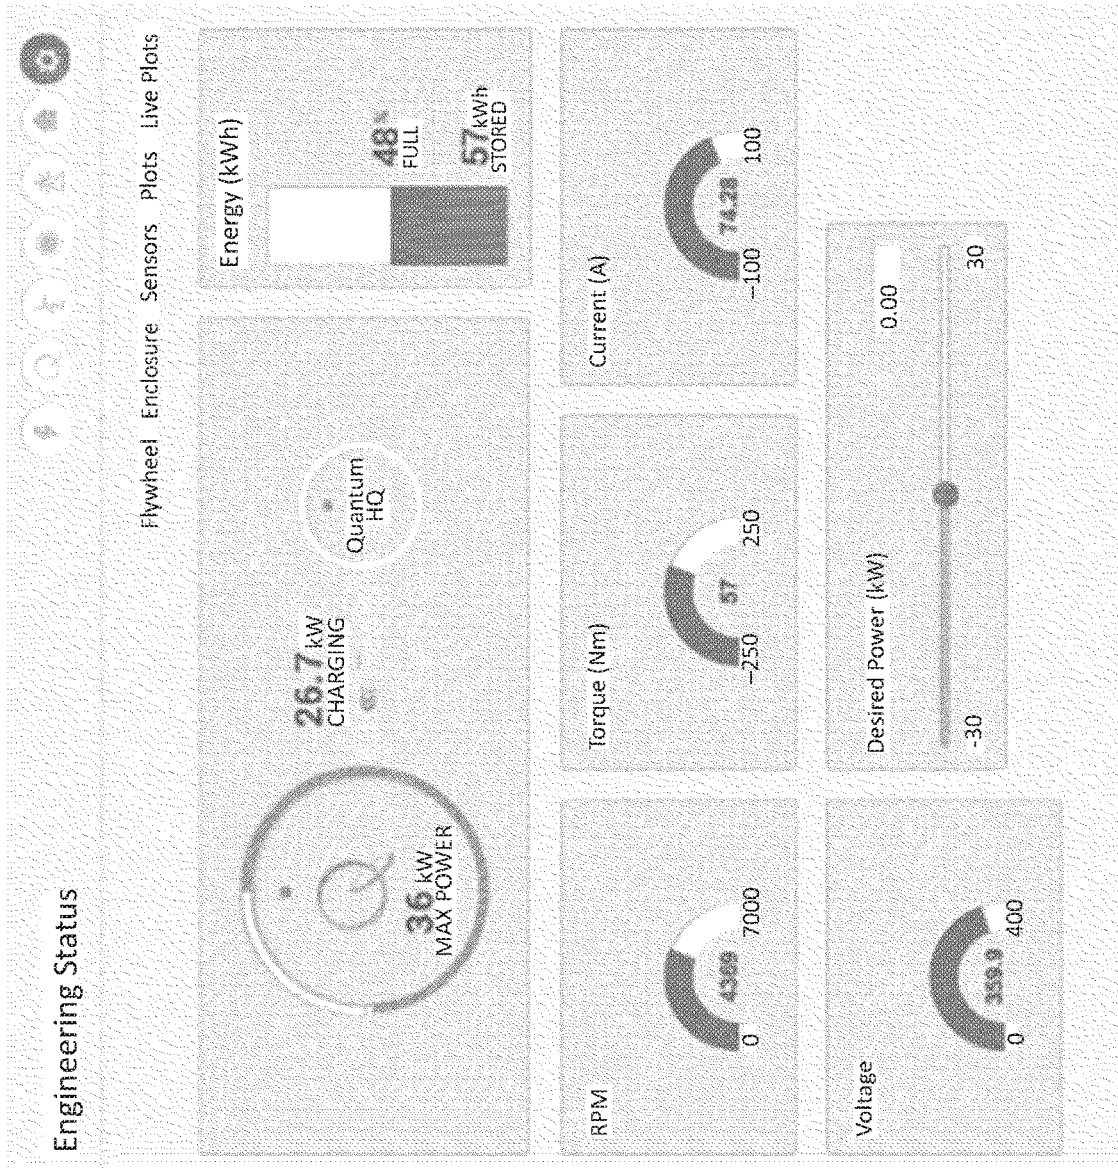 Engineering Status
Flywheel Enclosure Sensors Plots Live Plots
36 kW
MAX POWER
26.7 kW
CHARGING
Quantum
HQ
Energy (kWh)
48 %
FULL
57 kWh
STORED
RPM
4369
0 7000
Torque (Nm)
57
–250 250
Current (A)
74.28
–100 100
Voltage
359.9
0 400
Desired Power (kW)
0.00
-30 30